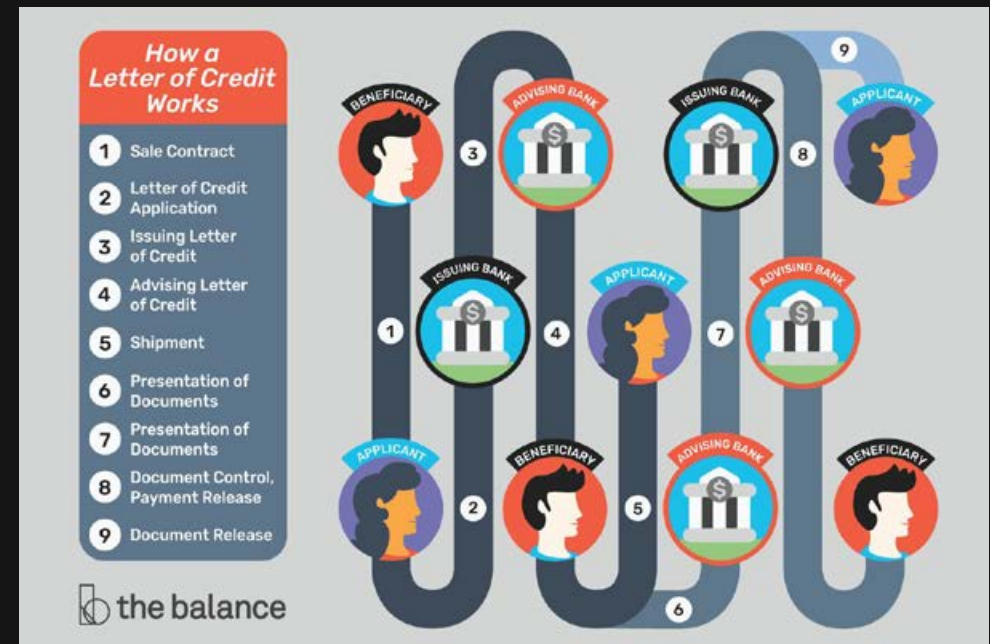 How a
Letter of Credit
Works
1 Sale Contract
2 Letter of Credit
Application
3 Issuing Letter
of Credit
4 Advising Letter
of Credit
5 Shipment
6 Presentation of
Documents
7 Presentation of
Documents
8 Document Control,
Payment Release
9 Document Release
the balance
BENEFICIARY
3
ADVISING BANK
$
ISSUING BANK
$
8
9
APPLICANT
1
ISSUING BANK
$
4
APPLICANT
7
ADVISING BANK
$
APPLICANT
2
BENEFICIARY
5
ADVISING BANK
$
BENEFICIARY
6